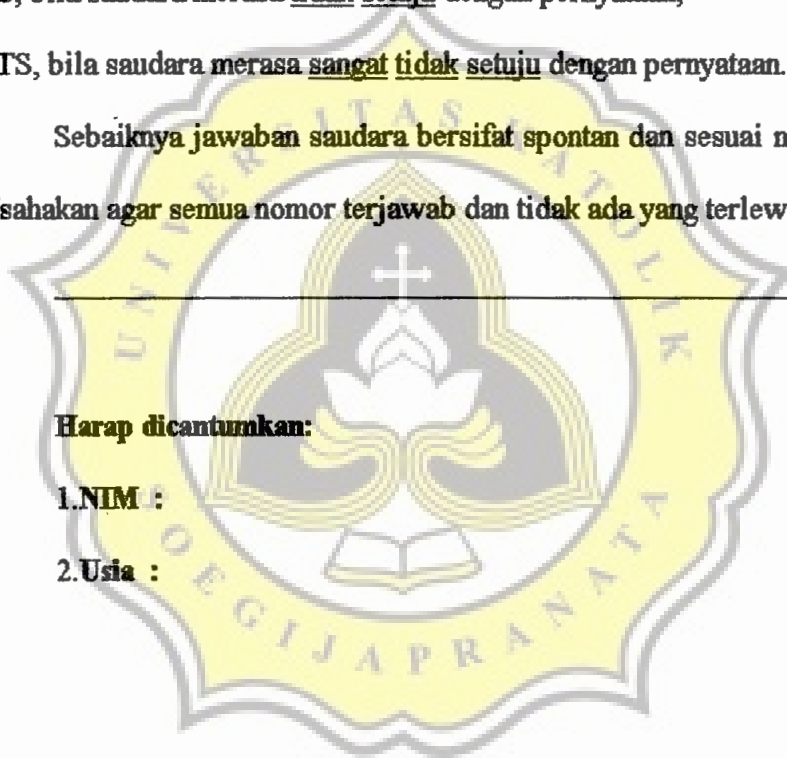 bila saudara merasa tidak setuju dengan pernyataan,
TS, bila saudara merasa sangat tidak setuju dengan pernyataan.
Sebaiknya jawaban saudara bersifat spontan dan sesuai n
sahakan agar semua nomor terjawab dan tidak ada yang terlew
Harap dicantumkan:
1.NIM :
2.Usia :
UNIVERSITAS KATOLIK
SOEGIJAPRANATA